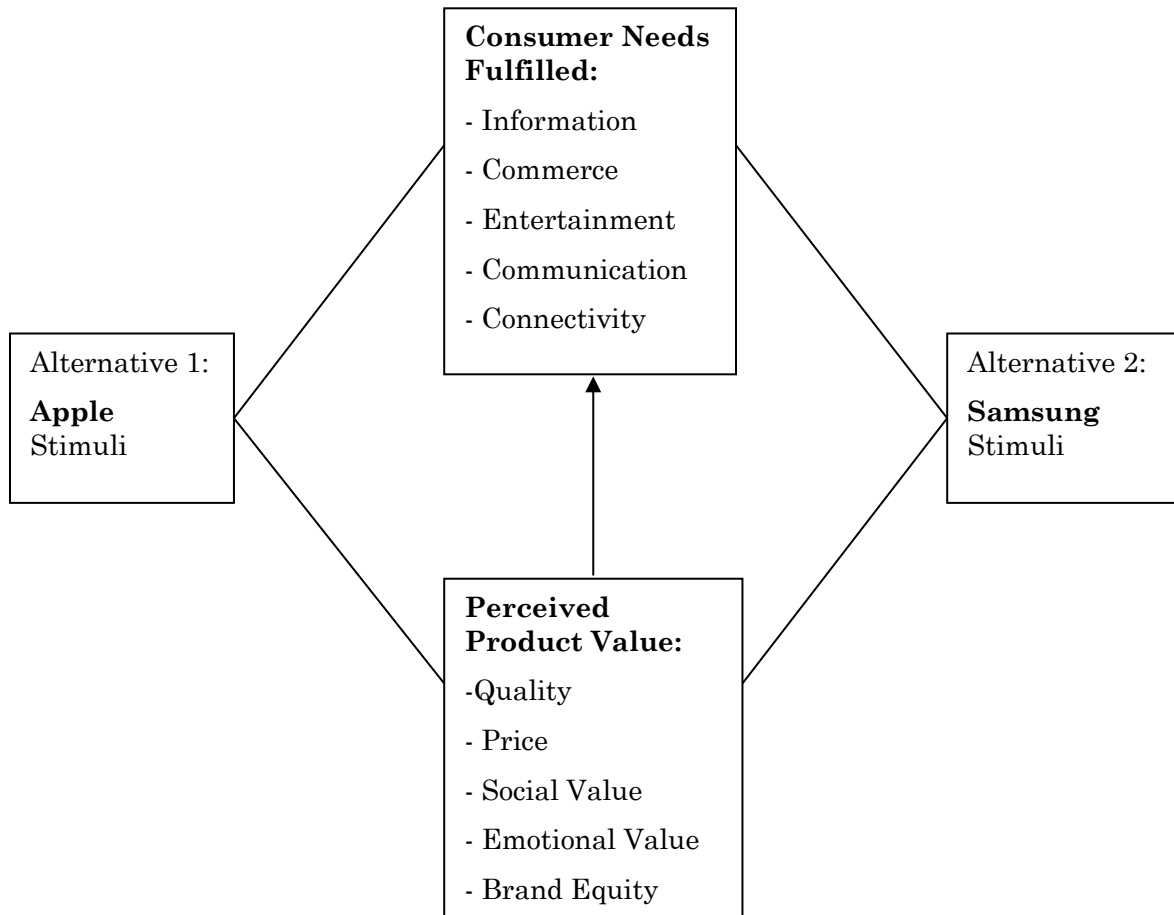 Consumer Needs
Fulfilled:
- Information
- Commerce
- Entertainment
- Communication
- Connectivity
Alternative 1:
Apple
Stimuli
Alternative 2:
Samsung
Stimuli
Perceived
Product Value:
-Quality
- Price
- Social Value
- Emotional Value
- Brand Equity